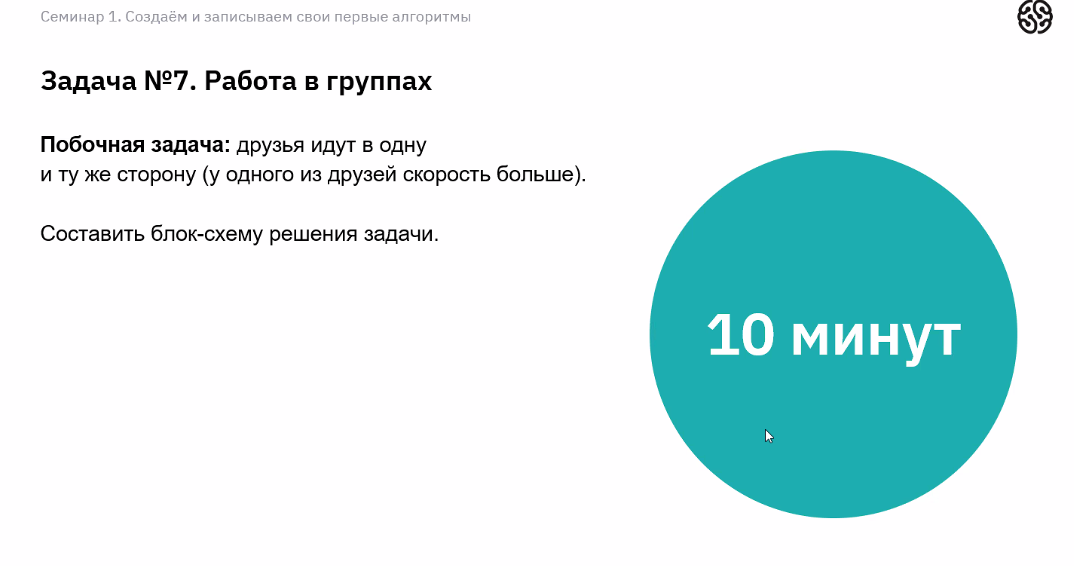 Семинар 1. Создаём и записываем свои первые алгоритмы
Задача №7. Работа в группах
Побочная задача: друзья идут в одну
и ту же сторону (у одного из друзей скорость больше).
Составить блок-схему решения задачи.
10 минут